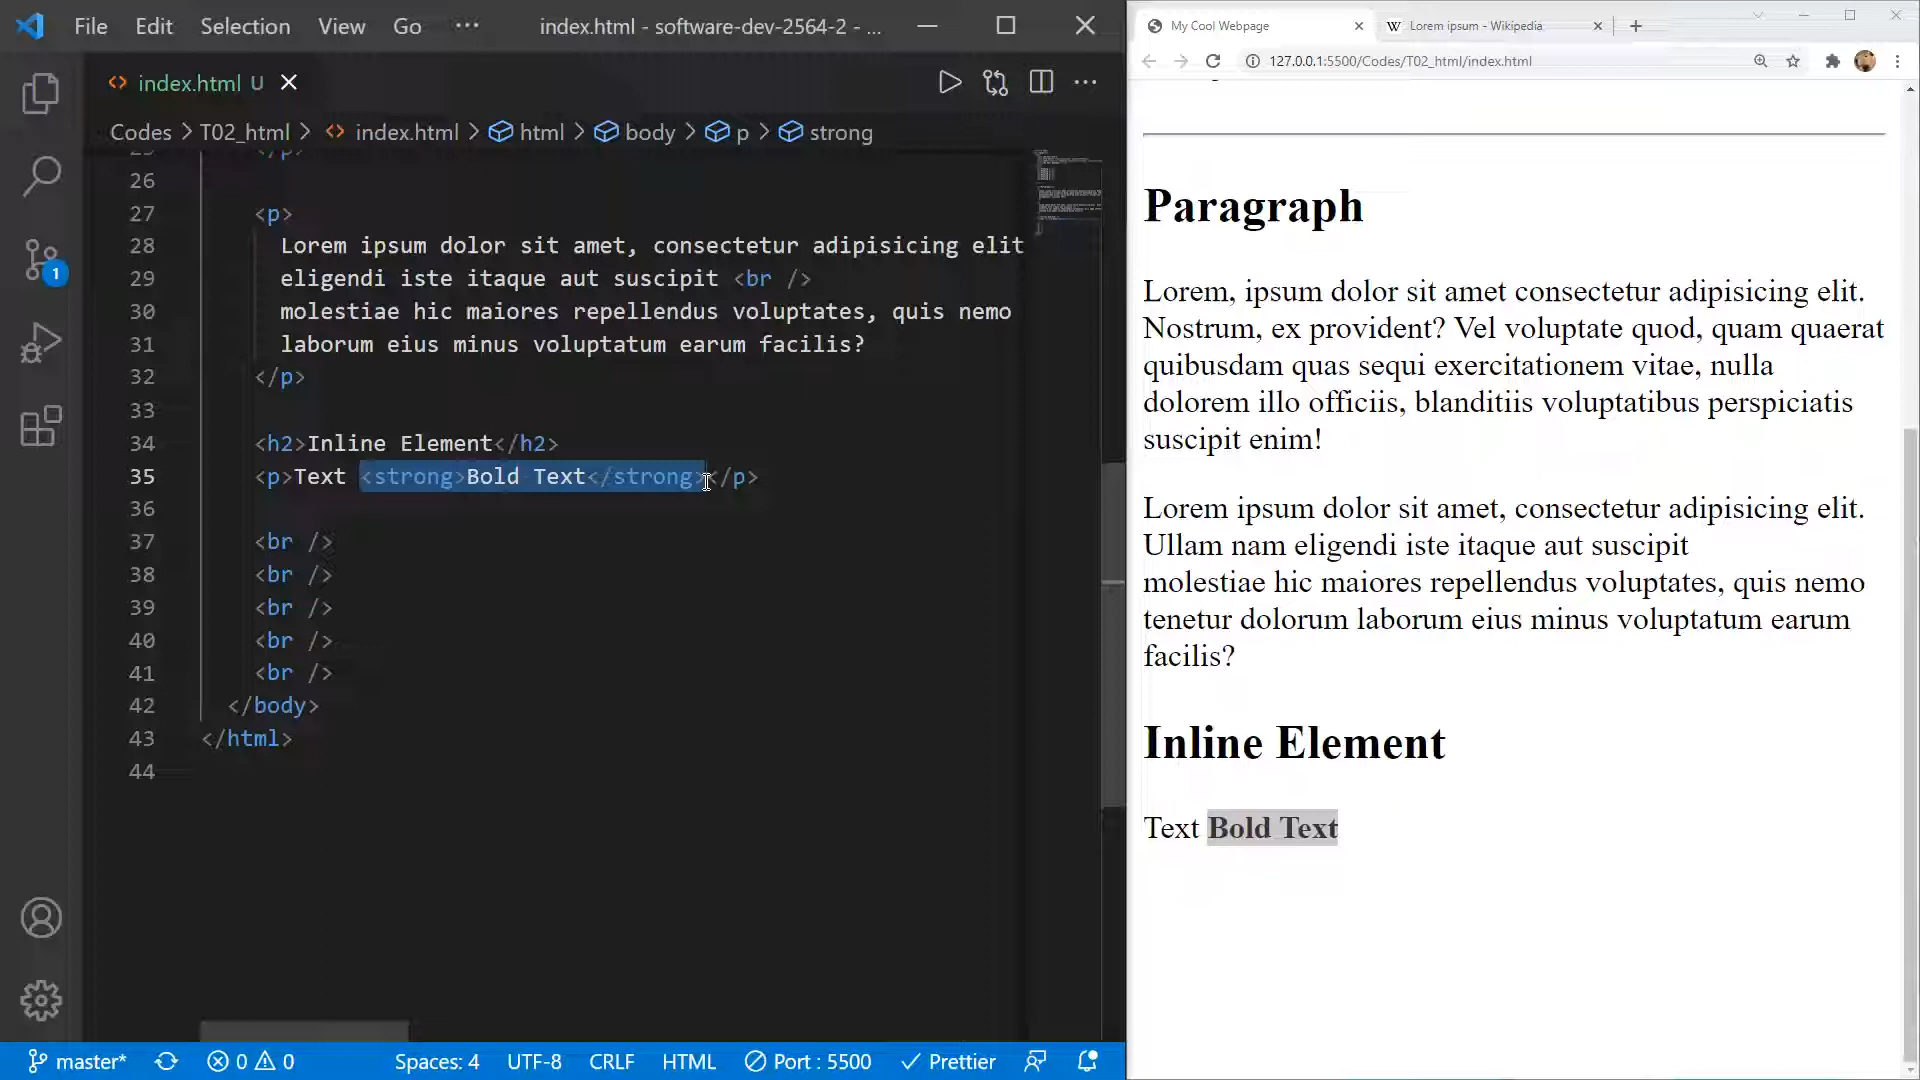 File Edit Selection View Go ··· index.html - software-dev-2564-2 - ...
index.html U
Codes > T02_html > index.html > html > body > p > strong
26
27 <p>
28 Lorem ipsum dolor sit amet, consectetur adipisicing elit
29 eligendi iste itaque aut suscipit <br />
30 molestiae hic maiores repellendus voluptates, quis nemo
31 laborum eius minus voluptatum earum facilis?
32 </p>
33
34 <h2>Inline Element</h2>
35 <p>Text <strong>Bold Text</strong></p>
36
37 <br />
38 <br />
39 <br />
40 <br />
41 <br />
42 </body>
43 </html>
44
1
master* 0 0 Spaces: 4 UTF-8 CRLF HTML Port : 5500 Prettier
My Cool Webpage
W Lorem ipsum - Wikipedia
127.0.0.1:5500/Codes/T02_html/index.html
Paragraph
Lorem, ipsum dolor sit amet consectetur adipisicing elit.
Nostrum, ex provident? Vel voluptate quod, quam quaerat
quibusdam quas sequi exercitationem vitae, nulla
dolorem illo officiis, blanditiis voluptatibus perspiciatis
suscipit enim!
Lorem ipsum dolor sit amet, consectetur adipisicing elit.
Ullam nam eligendi iste itaque aut suscipit
molestiae hic maiores repellendus voluptates, quis nemo
tenetur dolorum laborum eius minus voluptatum earum
facilis?
Inline Element
Text Bold Text